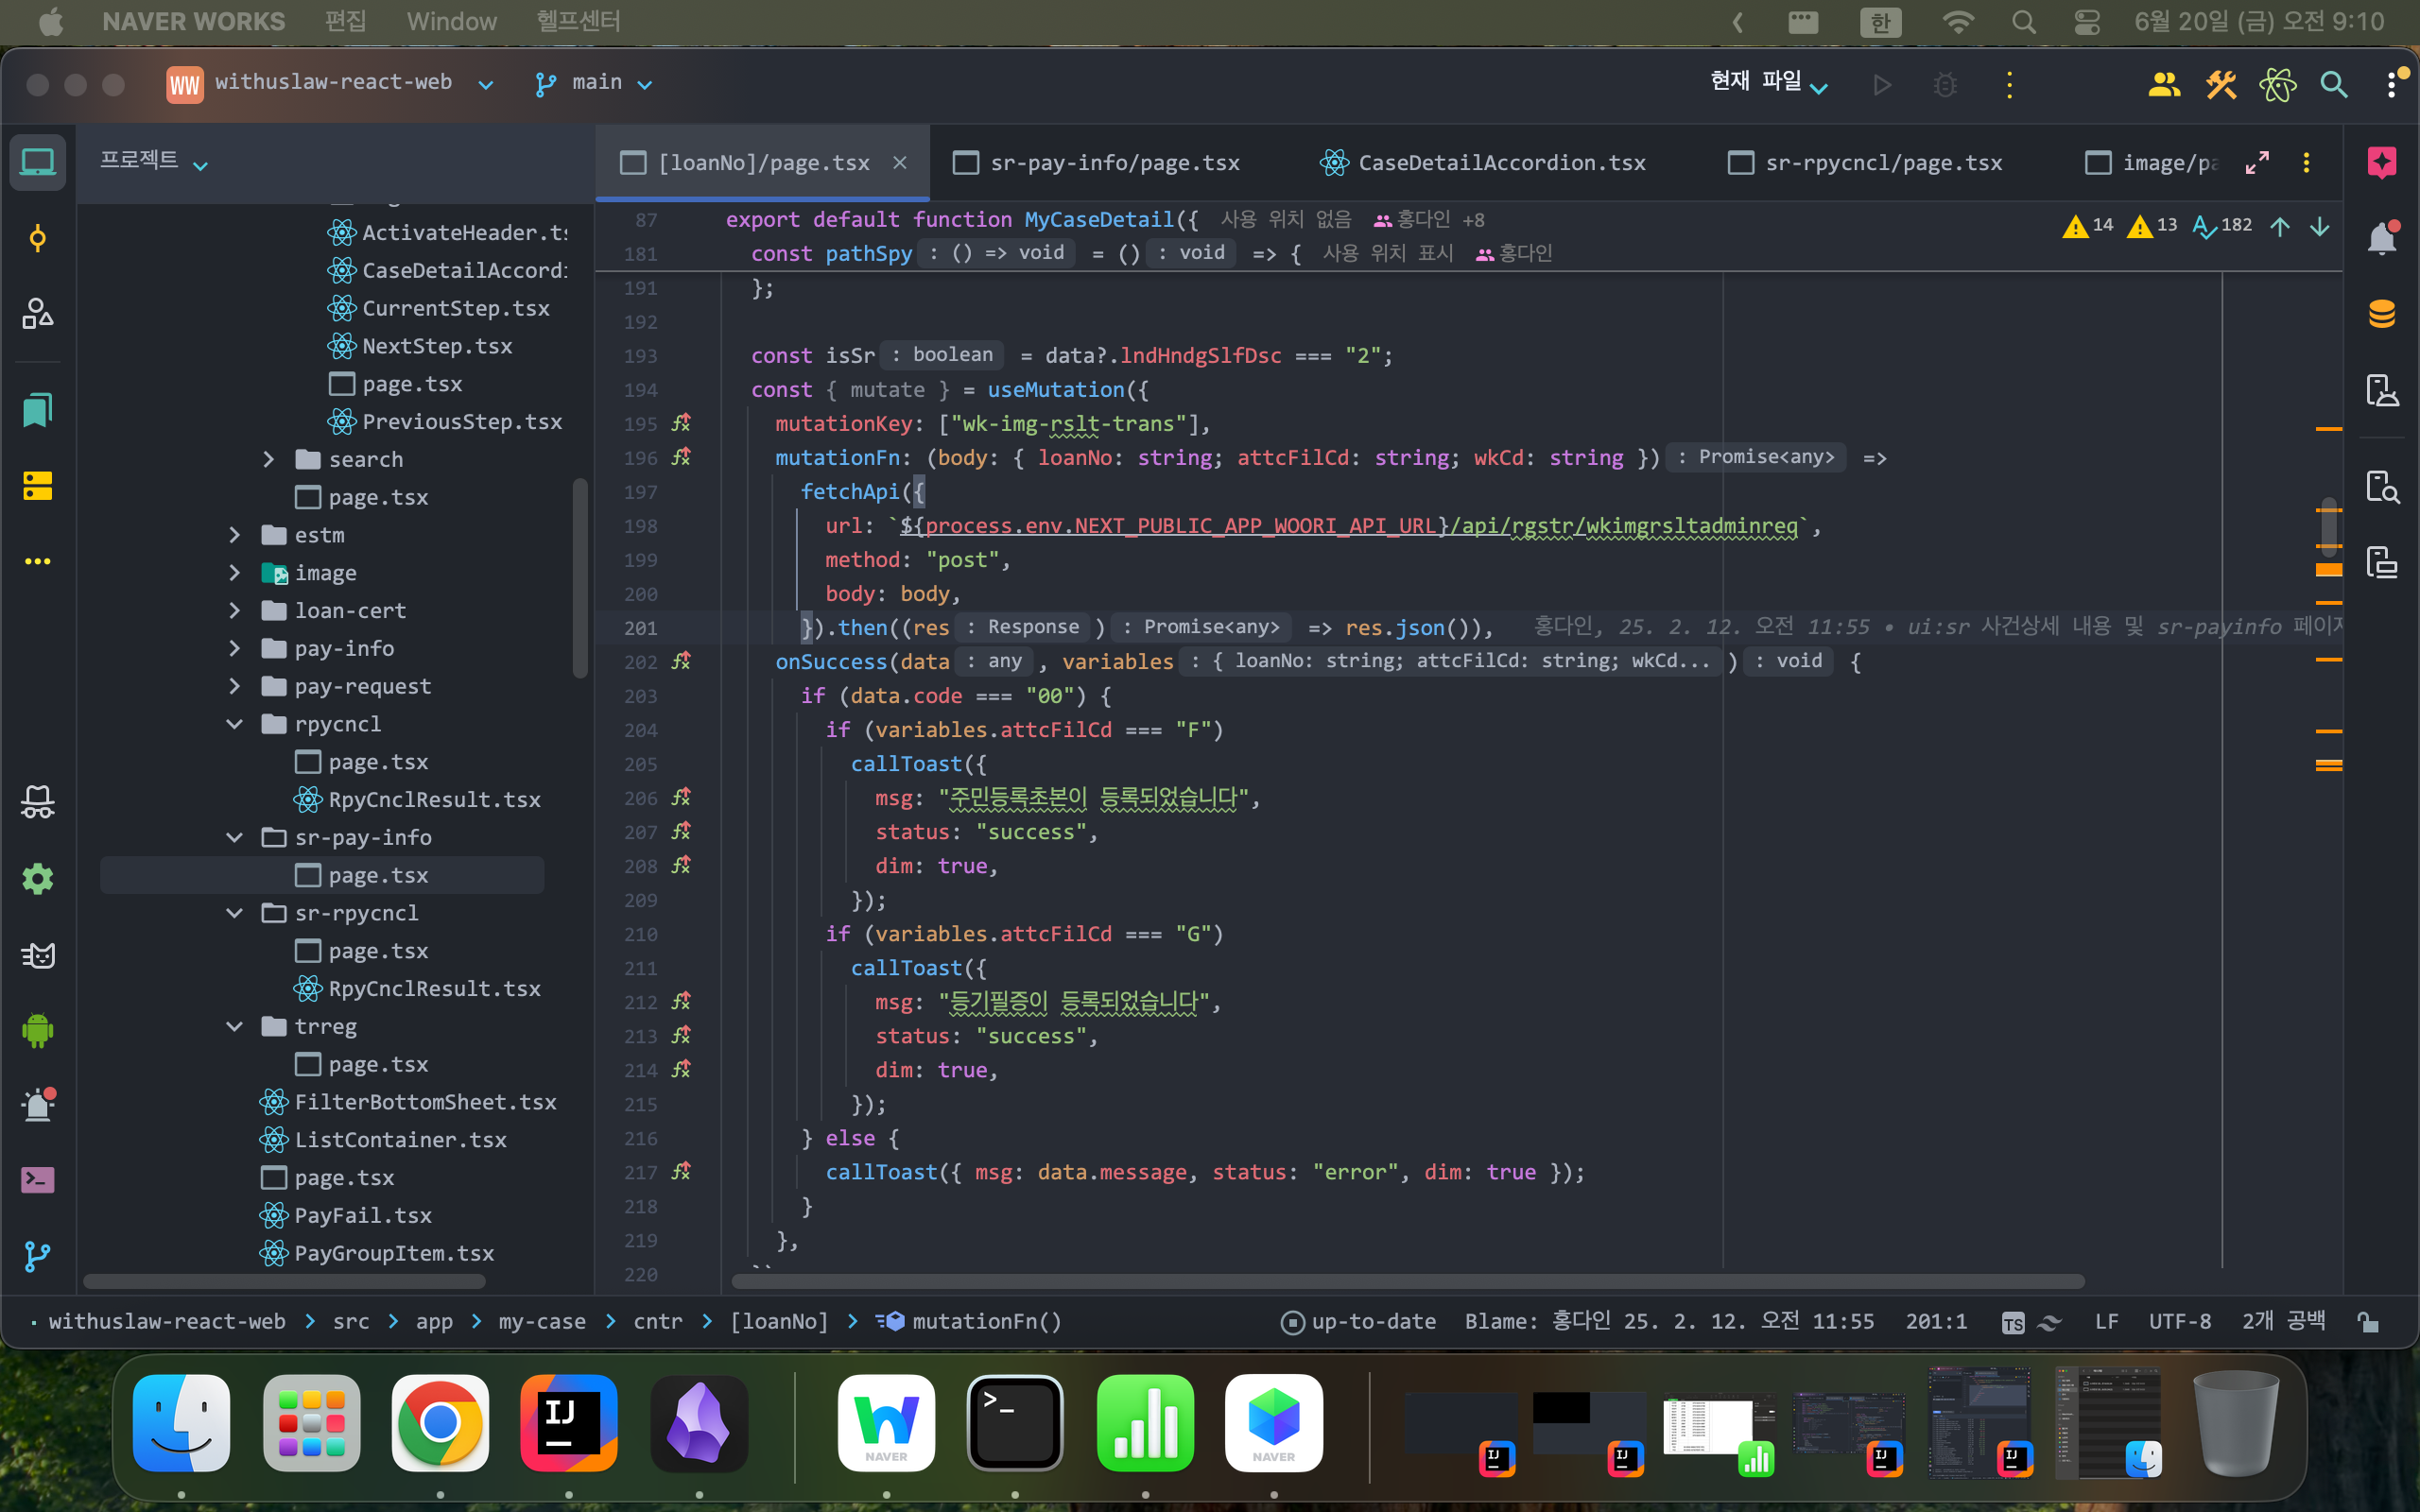 NAVER WORKS 편집 Window 헬프센터 한 6월 20일 (금) 오전 9:10
WW withuslaw-react-web main 현재 파일
프로젝트
[loanNo]/page.tsx sr-pay-info/page.tsx CaseDetailAccordion.tsx sr-rpycncl/page.tsx image/pa
ActivateHeader.ts
CaseDetailAccordi
CurrentStep.tsx
NextStep.tsx
page.tsx
PreviousStep.tsx
search
page.tsx
estm
image
loan-cert
pay-info
pay-request
rpycncl
page.tsx
RpyCnclResult.tsx
sr-pay-info
page.tsx
sr-rpycncl
page.tsx
RpyCnclResult.tsx
trreg
page.tsx
FilterBottomSheet.tsx
ListContainer.tsx
page.tsx
PayFail.tsx
PayGroupItem.tsx
14 13 182
87 export default function MyCaseDetail({ 사용 위치 없음 홍다인 +8
181 const pathSpy : () => void = () : void => { 사용 위치 표시 홍다인
191 };
192
193 const isSr : boolean = data?.lndHndgSlfDsc === "2";
194 const { mutate } = useMutation({
195 mutationKey: ["wk-img-rslt-trans"],
196 mutationFn: (body: { loanNo: string; attcFilCd: string; wkCd: string }) : Promise<any> =>
197 fetchApi({
198 url: `${process.env.NEXT_PUBLIC_APP_WOORI_API_URL}/api/rgstr/wkimgrsltadminreq`,
199 method: "post",
200 body: body,
201 }).then((res : Response ) : Promise<any> => res.json()), 홍다인, 25. 2. 12. 오전 11:55 • ui:sr 사건상세 내용 및 sr-payinfo 페이지
202 onSuccess(data : any , variables : { loanNo: string; attcFilCd: string; wkCd... ) : void {
203 if (data.code === "00") {
204 if (variables.attcFilCd === "F")
205 callToast({
206 msg: "주민등록초본이 등록되었습니다",
207 status: "success",
208 dim: true,
209 });
210 if (variables.attcFilCd === "G")
211 callToast({
212 msg: "등기필증이 등록되었습니다",
213 status: "success",
214 dim: true,
215 });
216 } else {
217 callToast({ msg: data.message, status: "error", dim: true });
218 }
219 },
220
withuslaw-react-web > src > app > my-case > cntr > [loanNo] > mutationFn() up-to-date Blame: 홍다인 25. 2. 12. 오전 11:55 201:1 TS LF UTF-8 2개 공백
IJ NAVER >_ NAVER IJ IJ IJ IJ